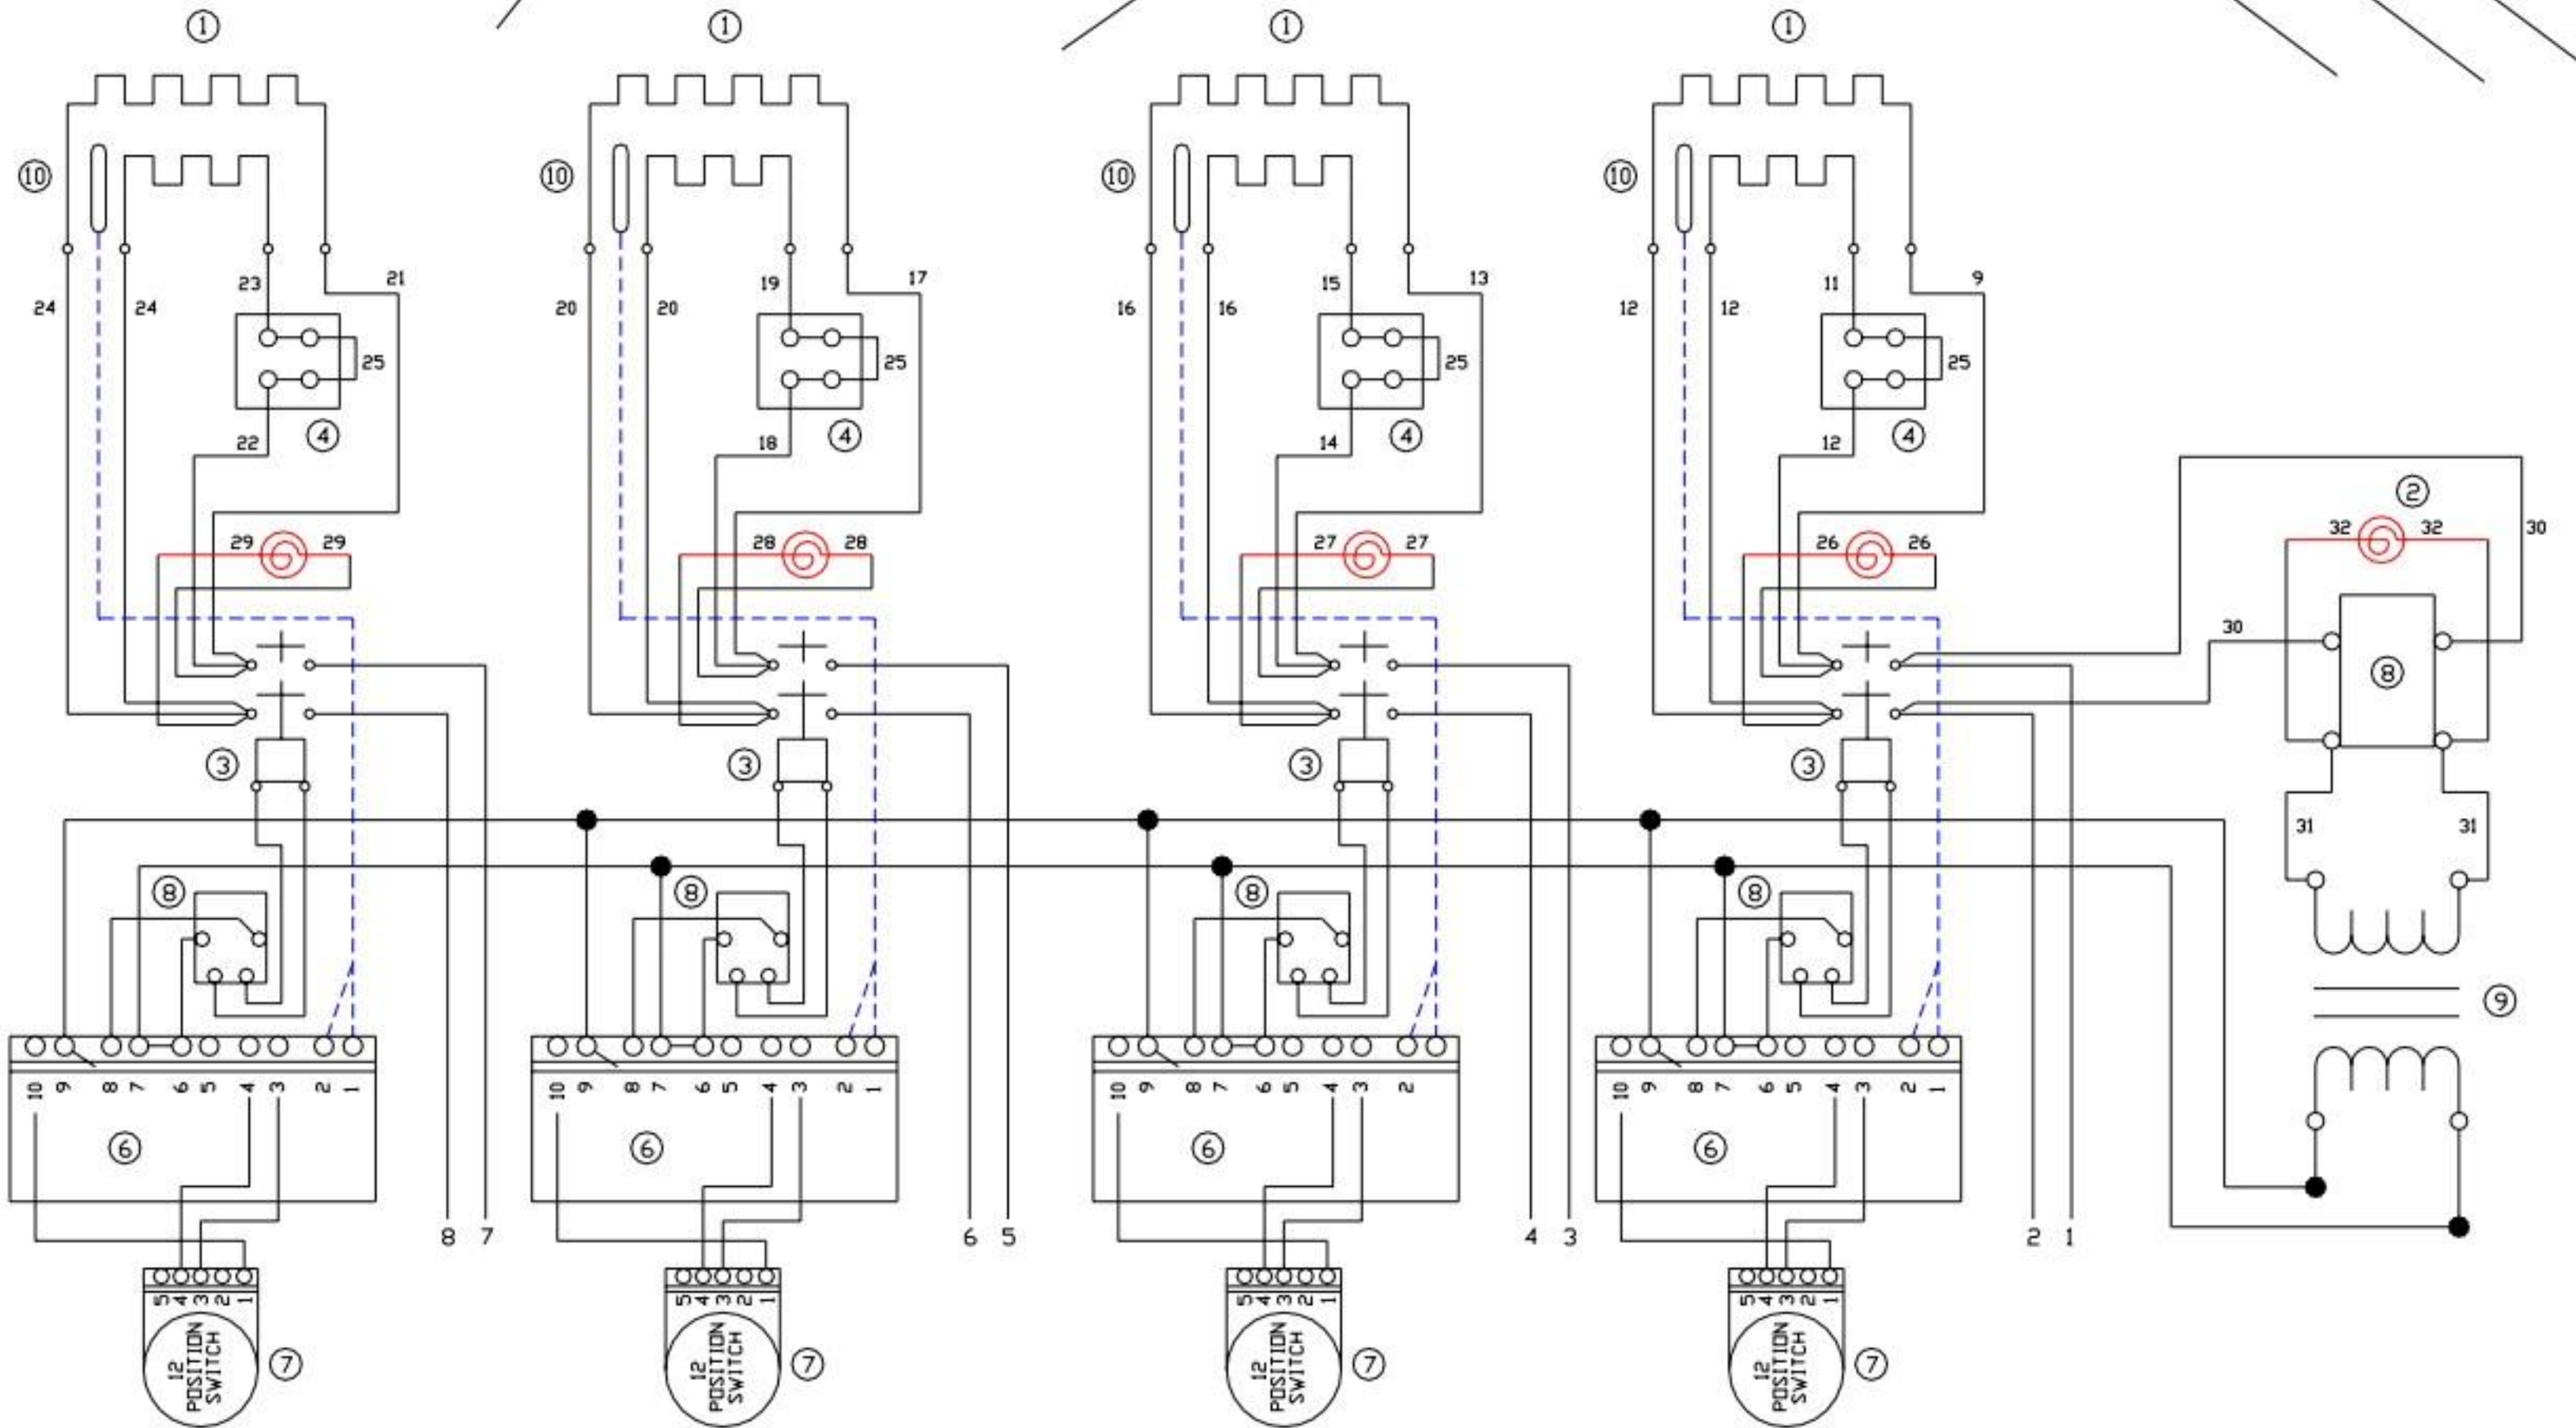 1 1 1 1
10 10 10 10
23 21 19 17 15 13 11 9
24 24 20 20 16 16 12 12
25 25 25 25
22 4 18 4 14 4 12 4
2
29 29 28 28 27 27 26 26 32 32 30
30
8
3 3 3 3
31 31
8 8 8 8
9
10 9 8 7 6 5 4 3 2 1
10 9 8 7 6 5 4 3 2 1
10 9 8 7 6 5 4 3 2
10 9 8 7 6 5 4 3 2 1
6 6 6 6
8 7 6 5 4 3 2 1
5 4 3 2 1
5 4 3 2 1
5 4 3 2 1
5 4 3 2 1
12
POSITION
SWITCH
7
12
POSITION
SWITCH
7
12
POSITION
SWITCH
7
12
POSITION
SWITCH
7